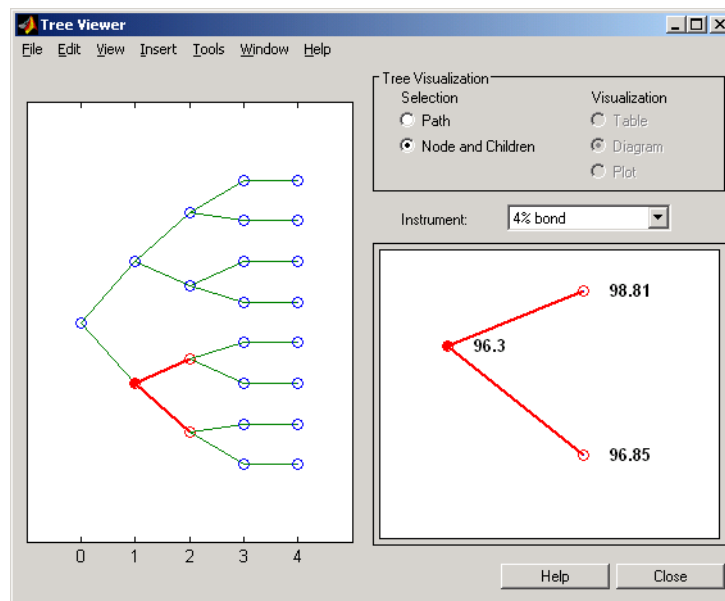 Tree Viewer
File Edit View Insert Tools Window Help
Tree Visualization
Selection
Visualization
Path
Table
Node and Children
Diagram
Plot
Instrument:
4% bond
98.81
96.3
96.85
0 1 2 3 4
Help
Close